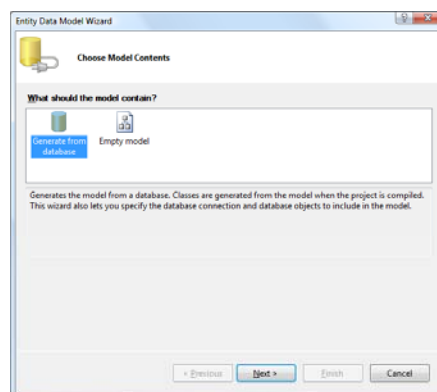 Entity Data Model Wizard
Choose Model Contents
What should the model contain?
Generate from
database
Empty model
Generates the model from a database. Classes are generated from the model when the project is compiled.
This wizard also lets you specify the database connection and database objects to include in the model.
< Previous
Next >
Finish
Cancel